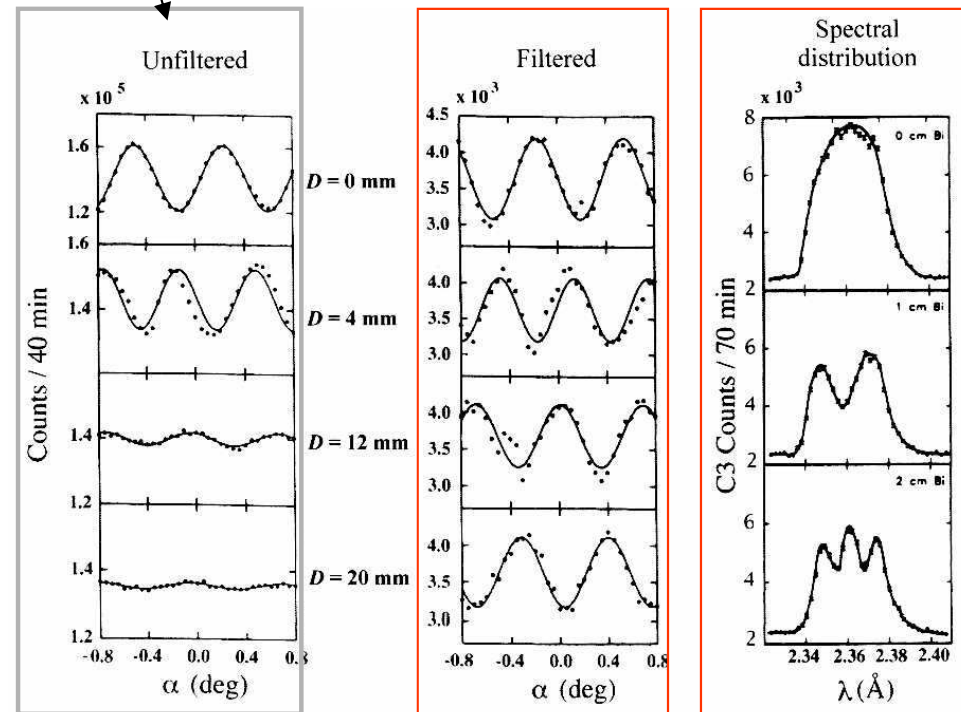 Unfiltered
x 10 5
1.6
1.2
1.6
1.4
1.4
1.2
1.4
1.2
-0.8 -0.4 0.0 0.4 0.8
α (deg)
Counts / 40 min
D = 0 mm
D = 4 mm
D = 12 mm
D = 20 mm
Filtered
x 10 3
4.5
4.0
3.5
3.0
4.0
3.5
3.0
4.0
3.5
3.0
4.0
3.5
3.0
-0.8 -0.4 0.0 0.4 0.8
α (deg)
Spectral
distribution
x 10 3
8
6
4
2
6
4
2
6
4
2
0 cm Bi
1 cm Bi
2 cm Bi
C3 Counts / 70 min
2.34 2.36 2.38 2.40
λ (Å)